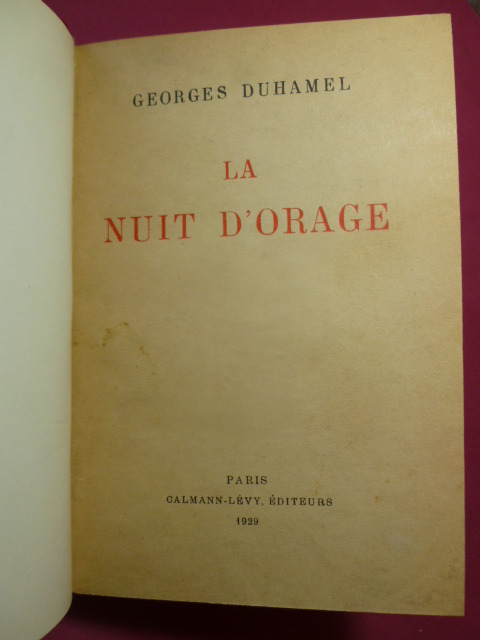 GEORGES DUHAMEL
LA
NUIT D'ORAGE
PARIS
CALMANN-LÉVY, ÉDITEURS
1929